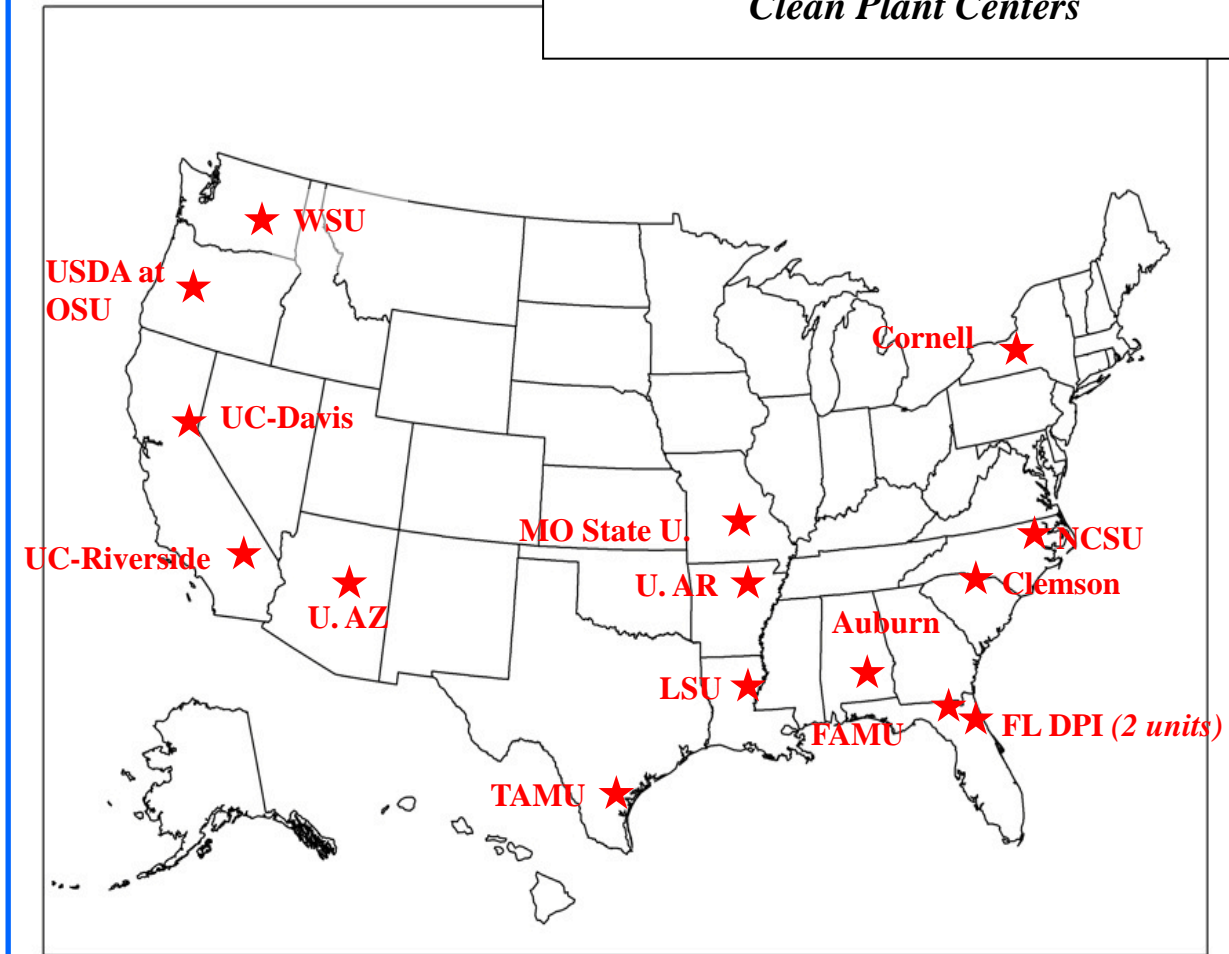 Clean Plant Centers
WSU
USDA at
OSU
Cornell
UC-Davis
MO State U.
NCSU
UC-Riverside
U. AR
Clemson
U. AZ
Auburn
LSU
FAMU
FL DPI (2 units)
TAMU